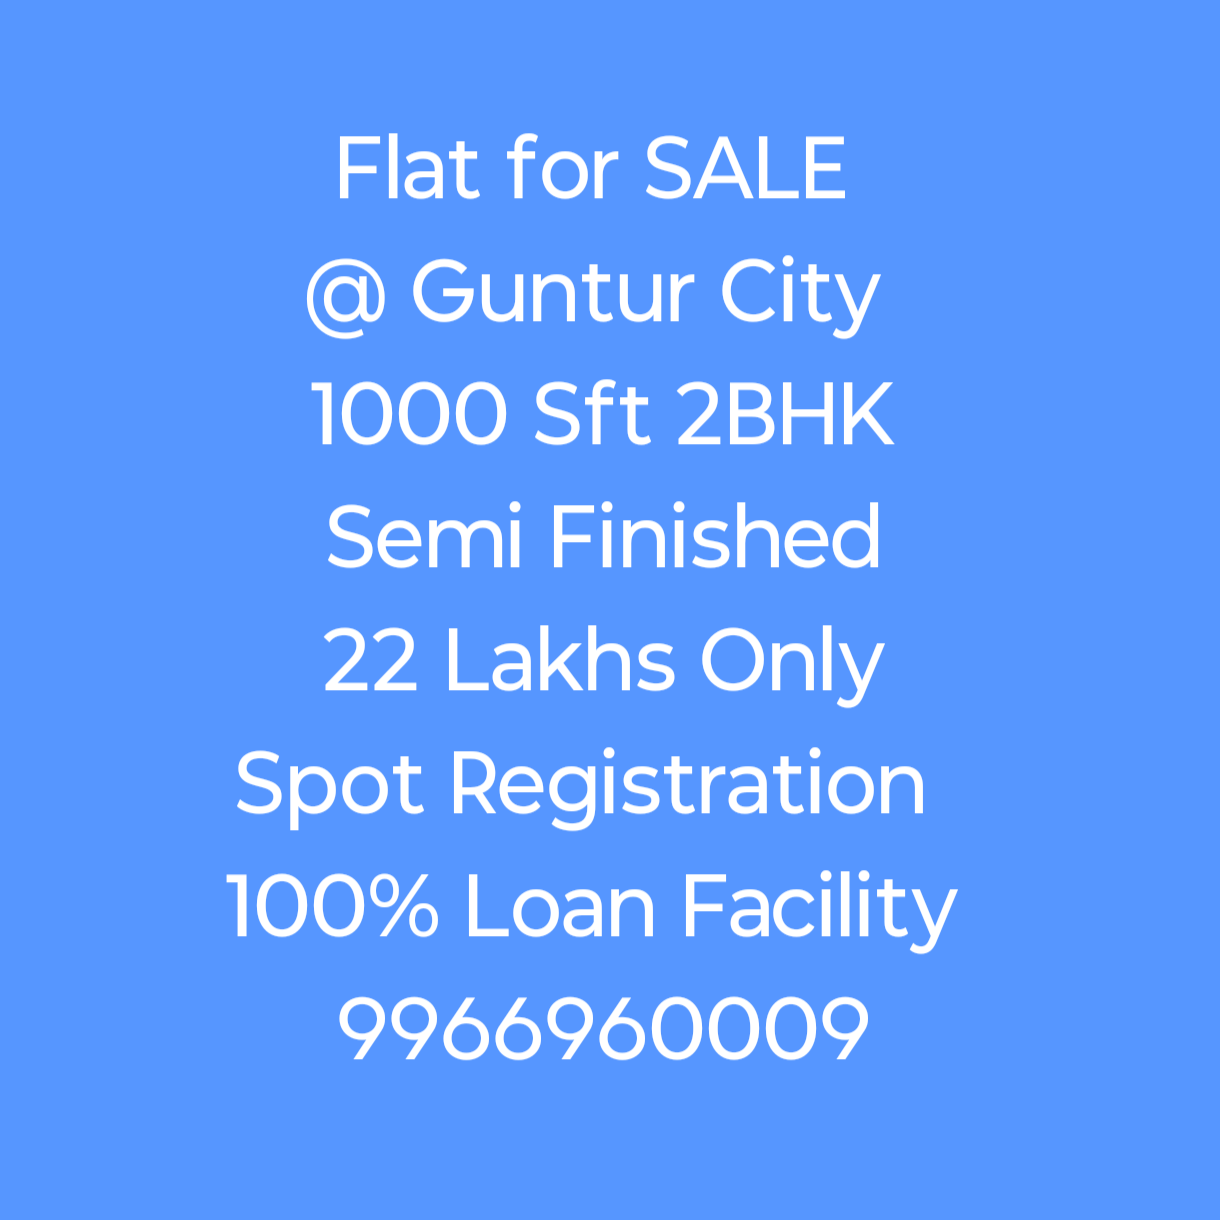 Flat for SALE
@ Guntur City
1000 Sft 2BHK
Semi Finished
22 Lakhs Only
Spot Registration
100% Loan Facility
9966960009